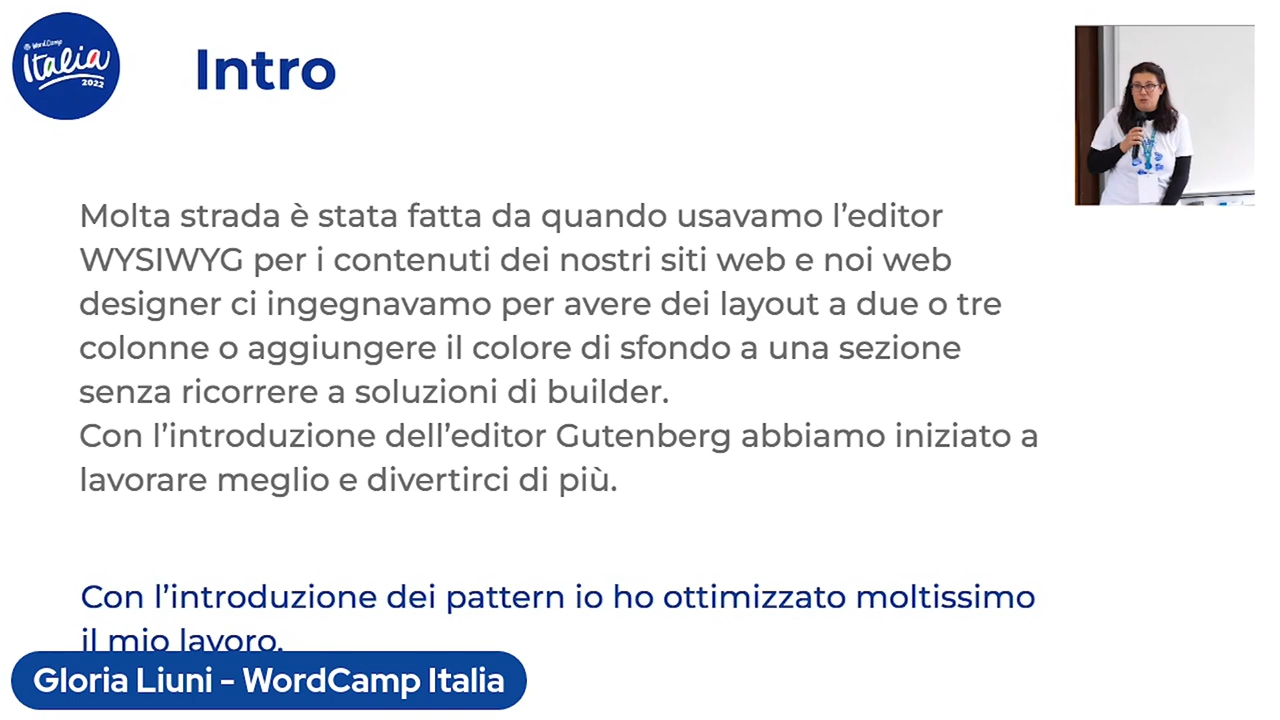 WordCamp
Italia
2022
Intro
Molta strada è stata fatta da quando usavamo l’editor
WYSIWYG per i contenuti dei nostri siti web e noi web
designer ci ingegnavamo per avere dei layout a due o tre
colonne o aggiungere il colore di sfondo a una sezione
senza ricorrere a soluzioni di builder.
Con l’introduzione dell’editor Gutenberg abbiamo iniziato a
lavorare meglio e divertirci di più.
Con l’introduzione dei pattern io ho ottimizzato moltissimo
il mio lavoro.
Gloria Liuni - WordCamp Italia